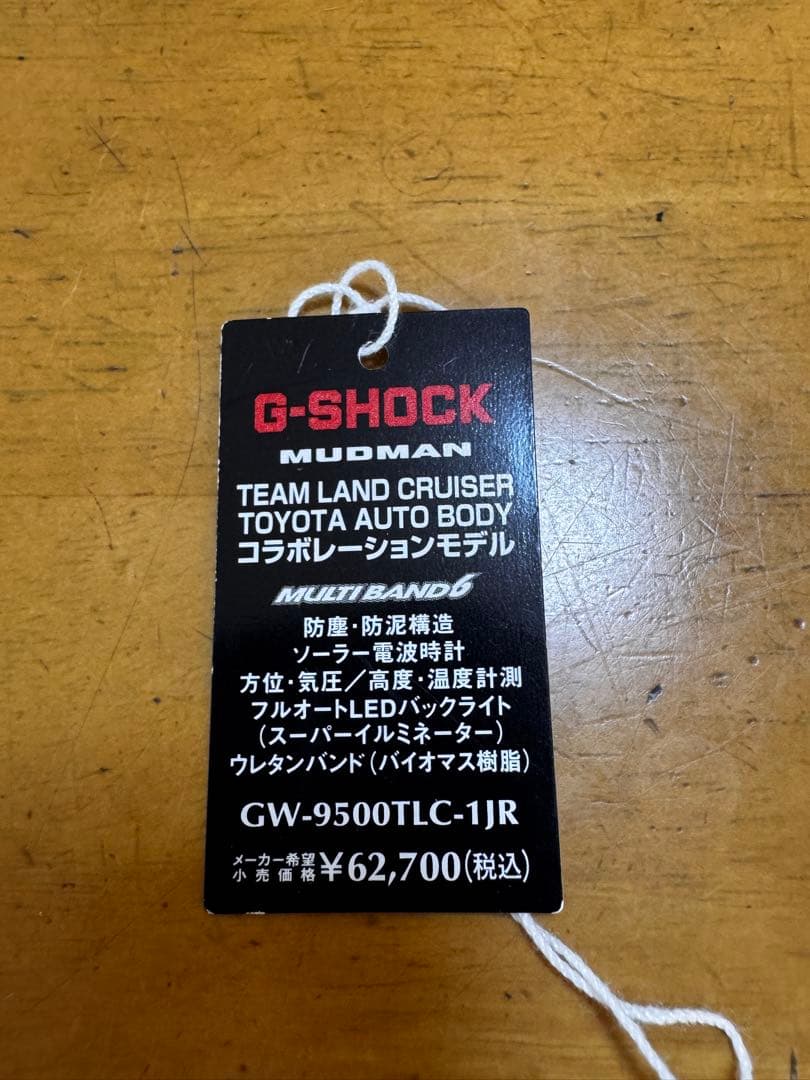 G-SHOCK
MUDMAN
TEAM LAND CRUISER
TOYOTA AUTO BODY
コラボレーションモデル
MULTI BAND 6
防塵・防泥構造
ソーラー電波時計
方位・気圧／高度・温度計測
フルオートLEDバックライト
(スーパーイルミネーター)
ウレタンバンド(バイオマス樹脂)
GW-9500TLC-1JR
メーカー希望小売価格 ¥62,700(税込)